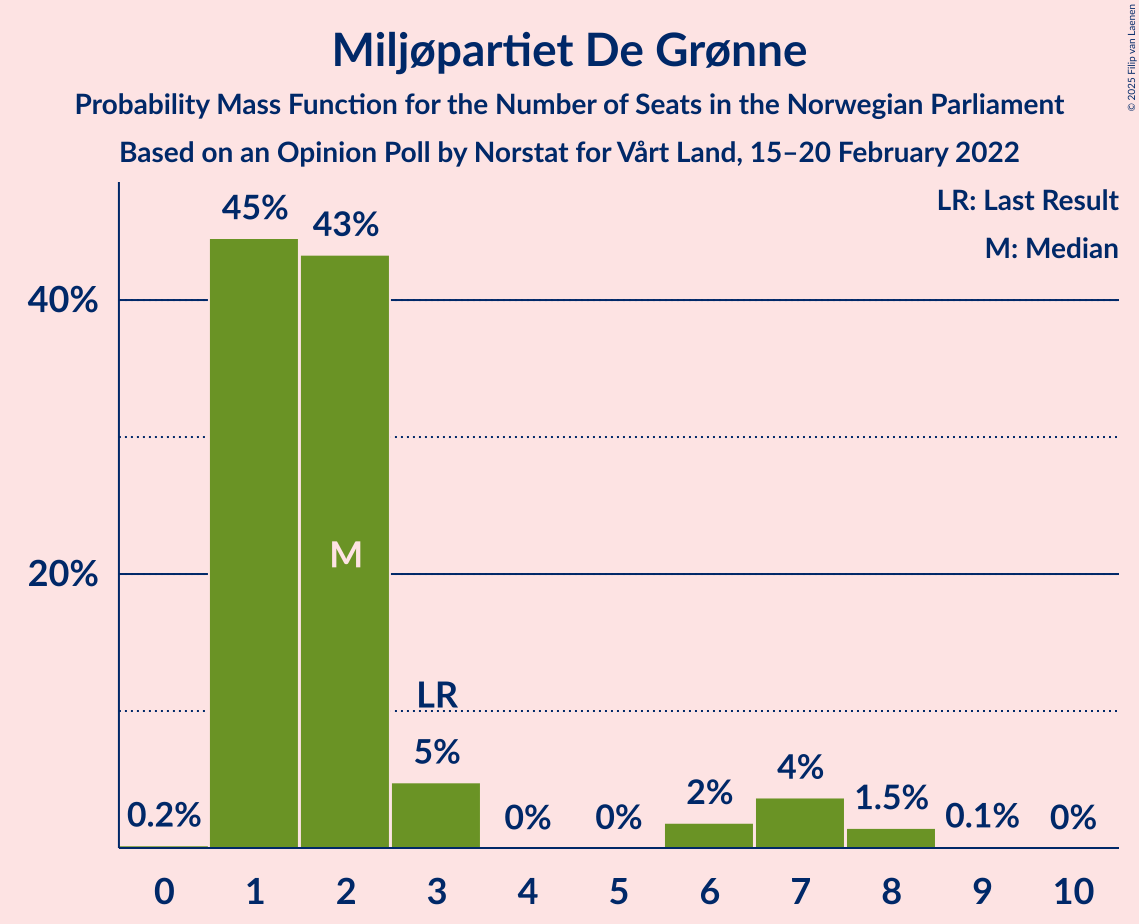 Miljøpartiet De Grønne
Probability Mass Function for the Number of Seats in the Norwegian Parliament
Based on an Opinion Poll by Norstat for Vårt Land, 15–20 February 2022
© 2025 Filip van Laenen
LR: Last Result
M: Median
45%
43%
40%
M
20%
LR
5%
4%
2%
1.5%
0.2%
0%
0%
0.1%
0%
0 1 2 3 4 5 6 7 8 9 10